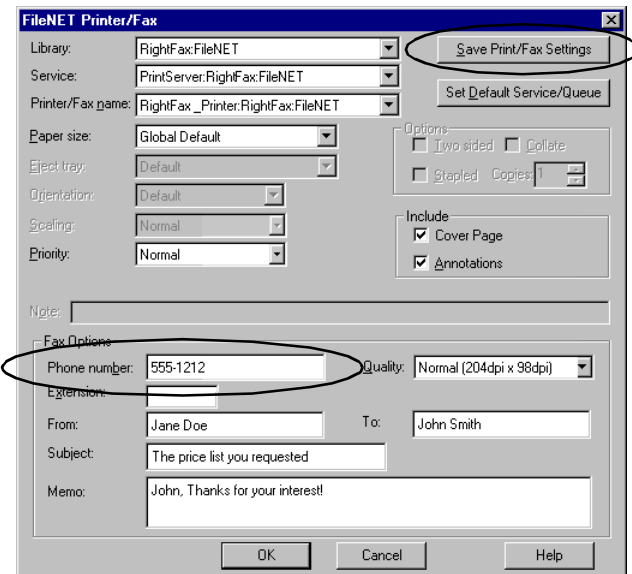 FileNET Printer/Fax
Library: RightFax:FileNET Save Print/Fax Settings
Service: PrintServer:RightFax:FileNET
Set Default Service/Queue
Printer/Fax name: RightFax _Printer:RightFax:FileNET
Paper size: Global Default Options
Two sided Collate
Eject tray: Default
Stapled Copies: 1
Orientation: Default
Scaling: Normal Include
Cover Page
Priority: Normal
Annotations
Note:
Fax Options
Phone number: 555-1212 Quality: Normal (204dpi x 98dpi)
Extension:
From: Jane Doe To: John Smith
Subject: The price list you requested
Memo: John, Thanks for your interest!
OK Cancel Help